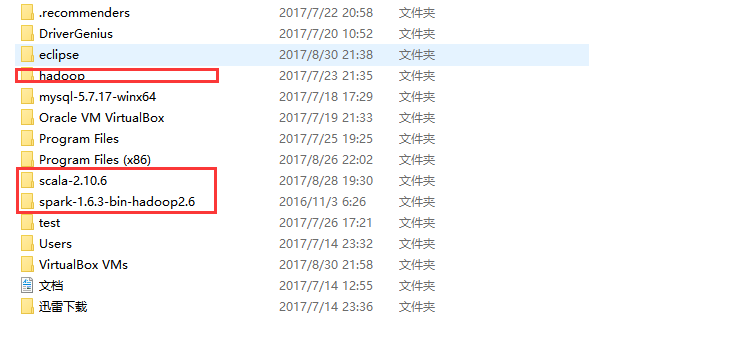 .recommenders 2017/7/22 20:58 文件夹
DriverGenius 2017/7/20 10:52 文件夹
eclipse 2017/8/30 21:38 文件夹
hadoop 2017/7/23 21:35 文件夹
mysql-5.7.17-winx64 2017/7/18 17:29 文件夹
Oracle VM VirtualBox 2017/7/19 21:33 文件夹
Program Files 2017/7/25 19:25 文件夹
Program Files (x86) 2017/8/26 22:02 文件夹
scala-2.10.6 2017/8/28 19:30 文件夹
spark-1.6.3-bin-hadoop2.6 2016/11/3 6:26 文件夹
test 2017/7/26 17:21 文件夹
Users 2017/7/14 23:32 文件夹
VirtualBox VMs 2017/8/30 21:58 文件夹
文档 2017/7/14 12:55 文件夹
迅雷下载 2017/7/14 23:36 文件夹